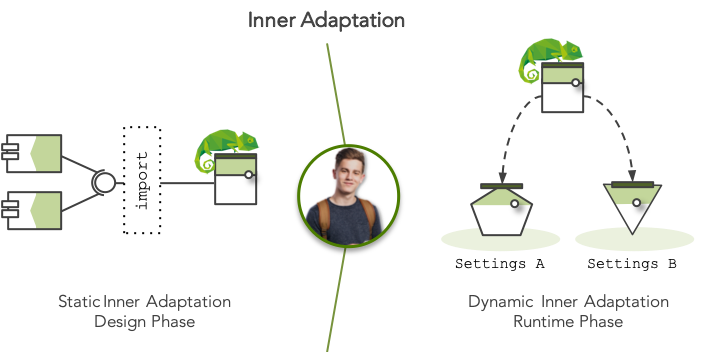 Inner Adaptation
import
Settings A
Settings B
Static Inner Adaptation
Design Phase
Dynamic Inner Adaptation
Runtime Phase